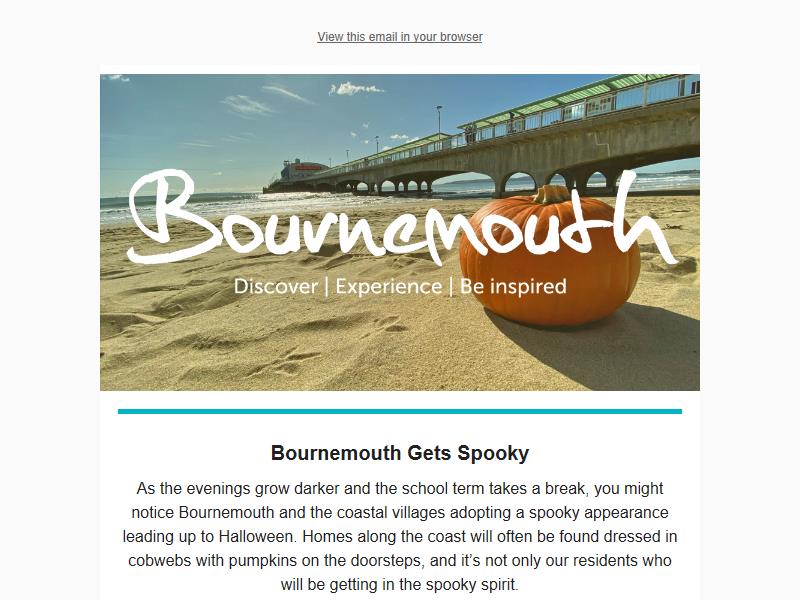 View this email in your browser
Bournemouth
Discover | Experience | Be inspired
Bournemouth Gets Spooky
As the evenings grow darker and the school term takes a break, you might
notice Bournemouth and the coastal villages adopting a spooky appearance
leading up to Halloween. Homes along the coast will often be found dressed in
cobwebs with pumpkins on the doorsteps, and it’s not only our residents who
will be getting in the spooky spirit.